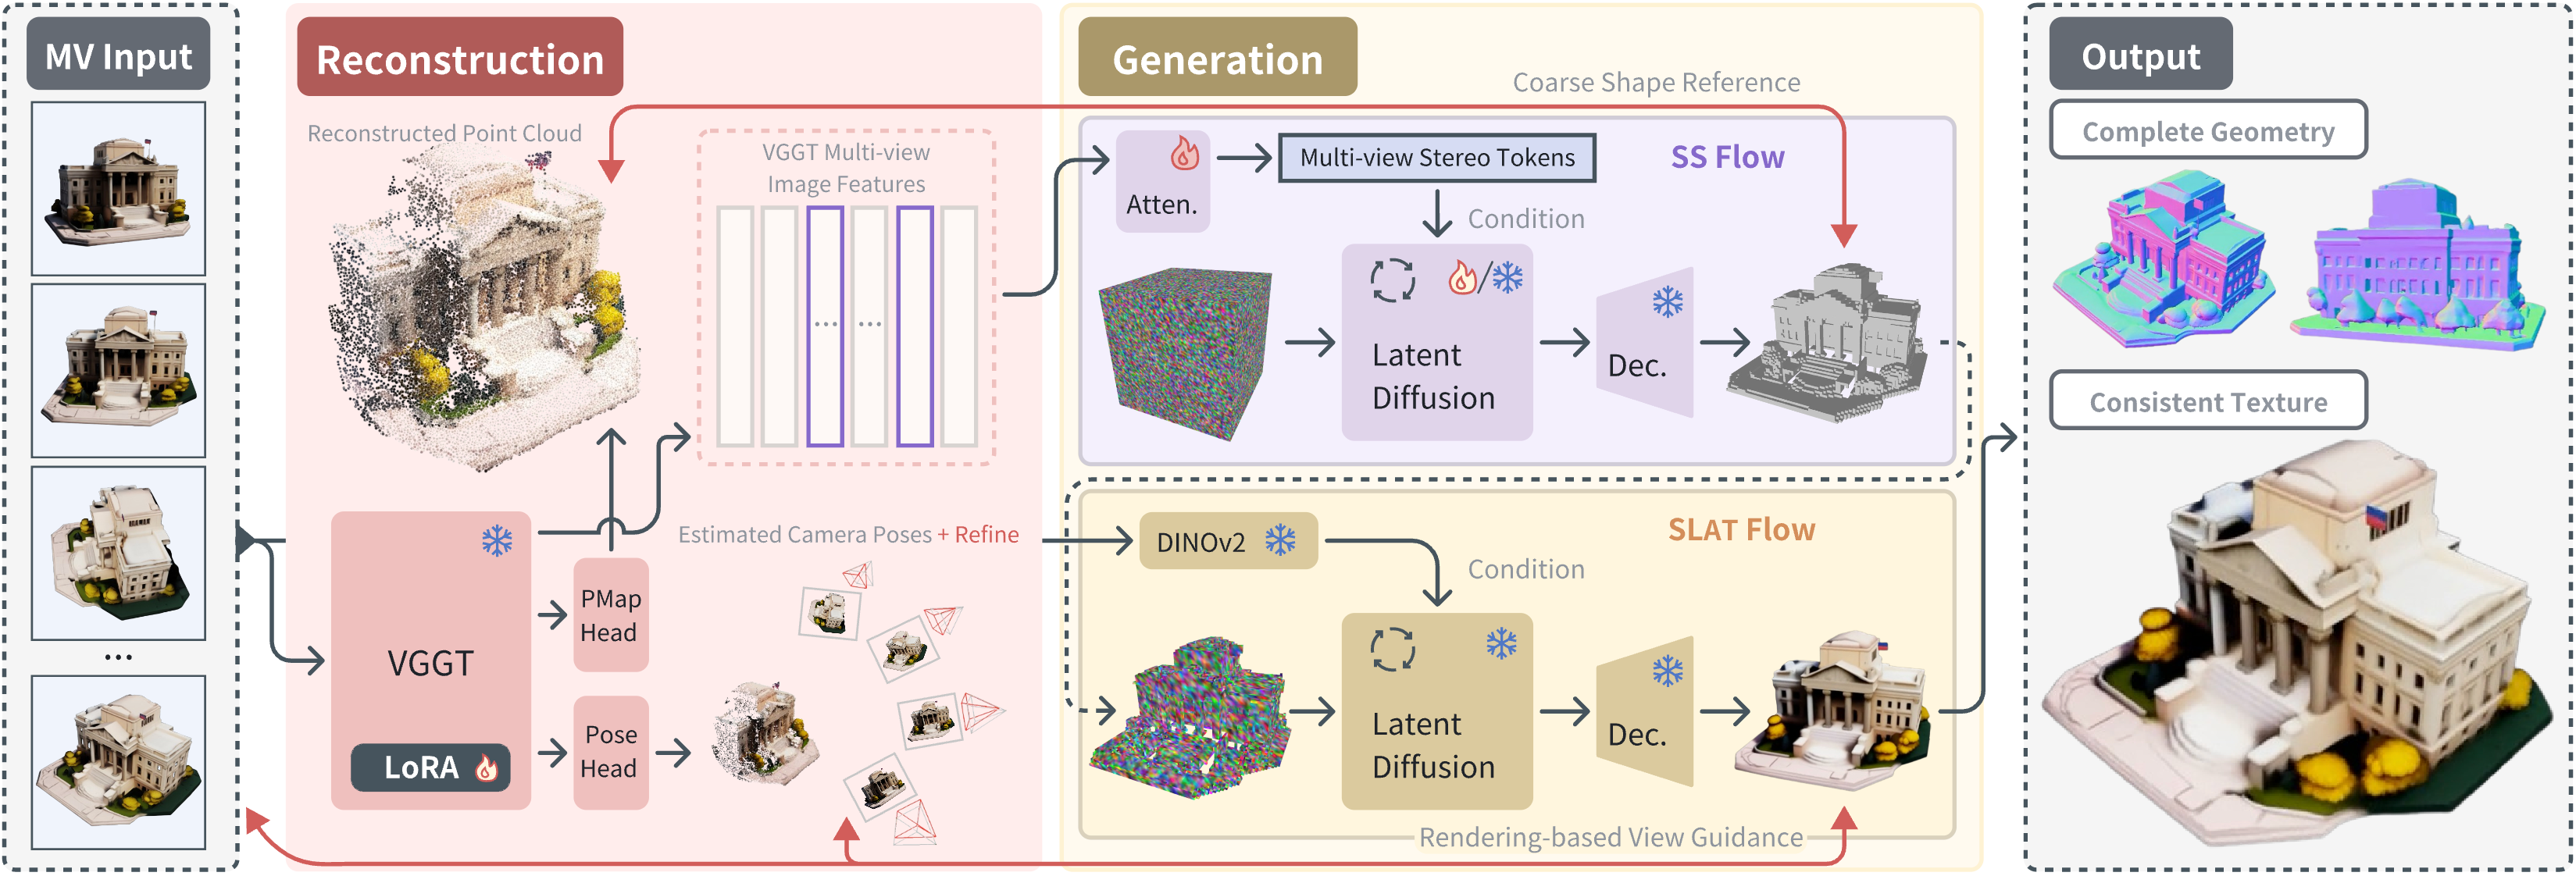 MV Input
...
Reconstruction
Reconstructed Point Cloud
VGGT Multi-view
Image Features
...
...
VGGT
LoRA
PMap
Head
Pose
Head
Estimated Camera Poses + Refine
Generation
Coarse Shape Reference
Atten.
Multi-view Stereo Tokens
SS Flow
Condition
/
Latent
Diffusion
Dec.
DINOv2
SLAT Flow
Condition
Latent
Diffusion
Dec.
Rendering-based View Guidance
Output
Complete Geometry
Consistent Texture